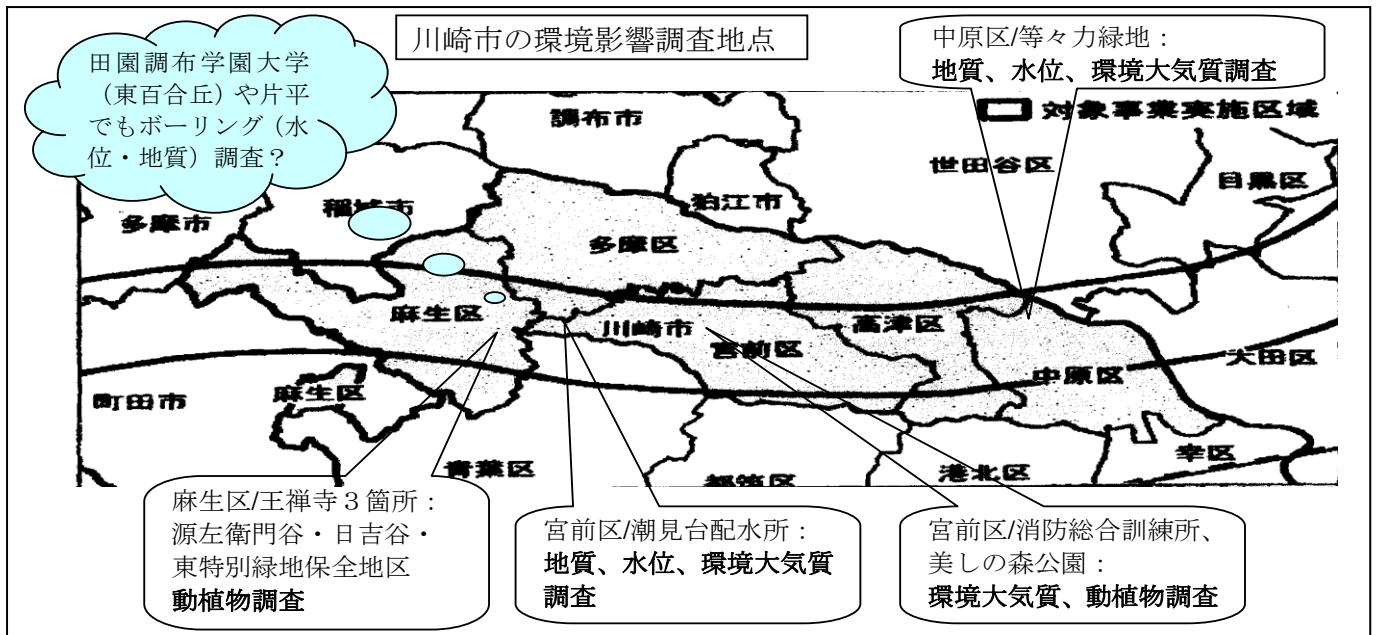 川崎市の環境影響調査地点
田園調布学園大学
（東百合丘）や片平
でもボーリング（水
位・地質）調査？
中原区/等々力緑地：
地質、水位、環境大気質調査
対象事業実施区域
調布市
世田谷区
目黒区
狛江市
稲城市
多摩市
多摩区
麻生区
川崎市
宮前区
高津区
中原区
大田区
町田市
麻生区
青葉区
都筑区
港北区
幸区
麻生区/王禅寺３箇所：
源左衛門谷・日吉谷・
東特別緑地保全地区
動植物調査
宮前区/潮見台配水所：
地質、水位、環境大気質
調査
宮前区/消防総合訓練所、
美しの森公園：
環境大気質、動植物調査